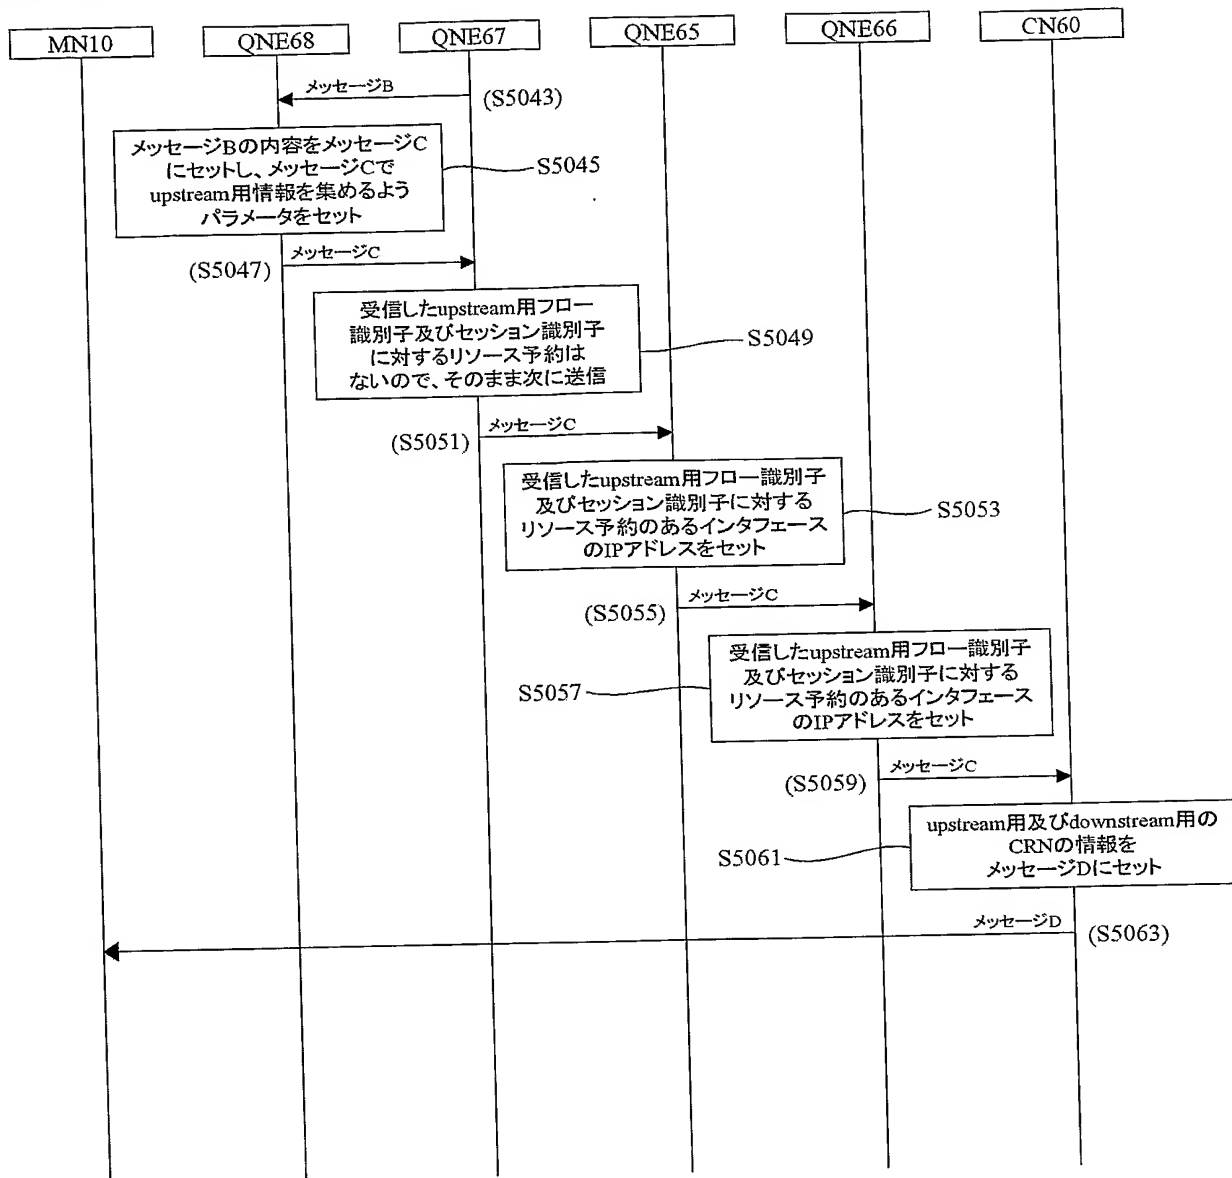 MN10
QNE68
QNE67
QNE65
QNE66
CN60
メッセージB
(S5043)
メッセージBの内容をメッセージC
にセットし、メッセージCで
upstream用情報を集めるよう
パラメータをセット
S5045
メッセージC
(S5047)
受信したupstream用フロー
識別子及びセッション識別子
に対するリソース予約は
ないので、そのまま次に送信
S5049
メッセージC
(S5051)
受信したupstream用フロー識別子
及びセッション識別子に対する
リソース予約のあるインタフェース
のIPアドレスをセット
S5053
メッセージC
(S5055)
受信したupstream用フロー識別子
及びセッション識別子に対する
リソース予約のあるインタフェース
のIPアドレスをセット
S5057
メッセージC
(S5059)
upstream用及びdownstream用の
CRNの情報を
メッセージDにセット
S5061
メッセージD
(S5063)